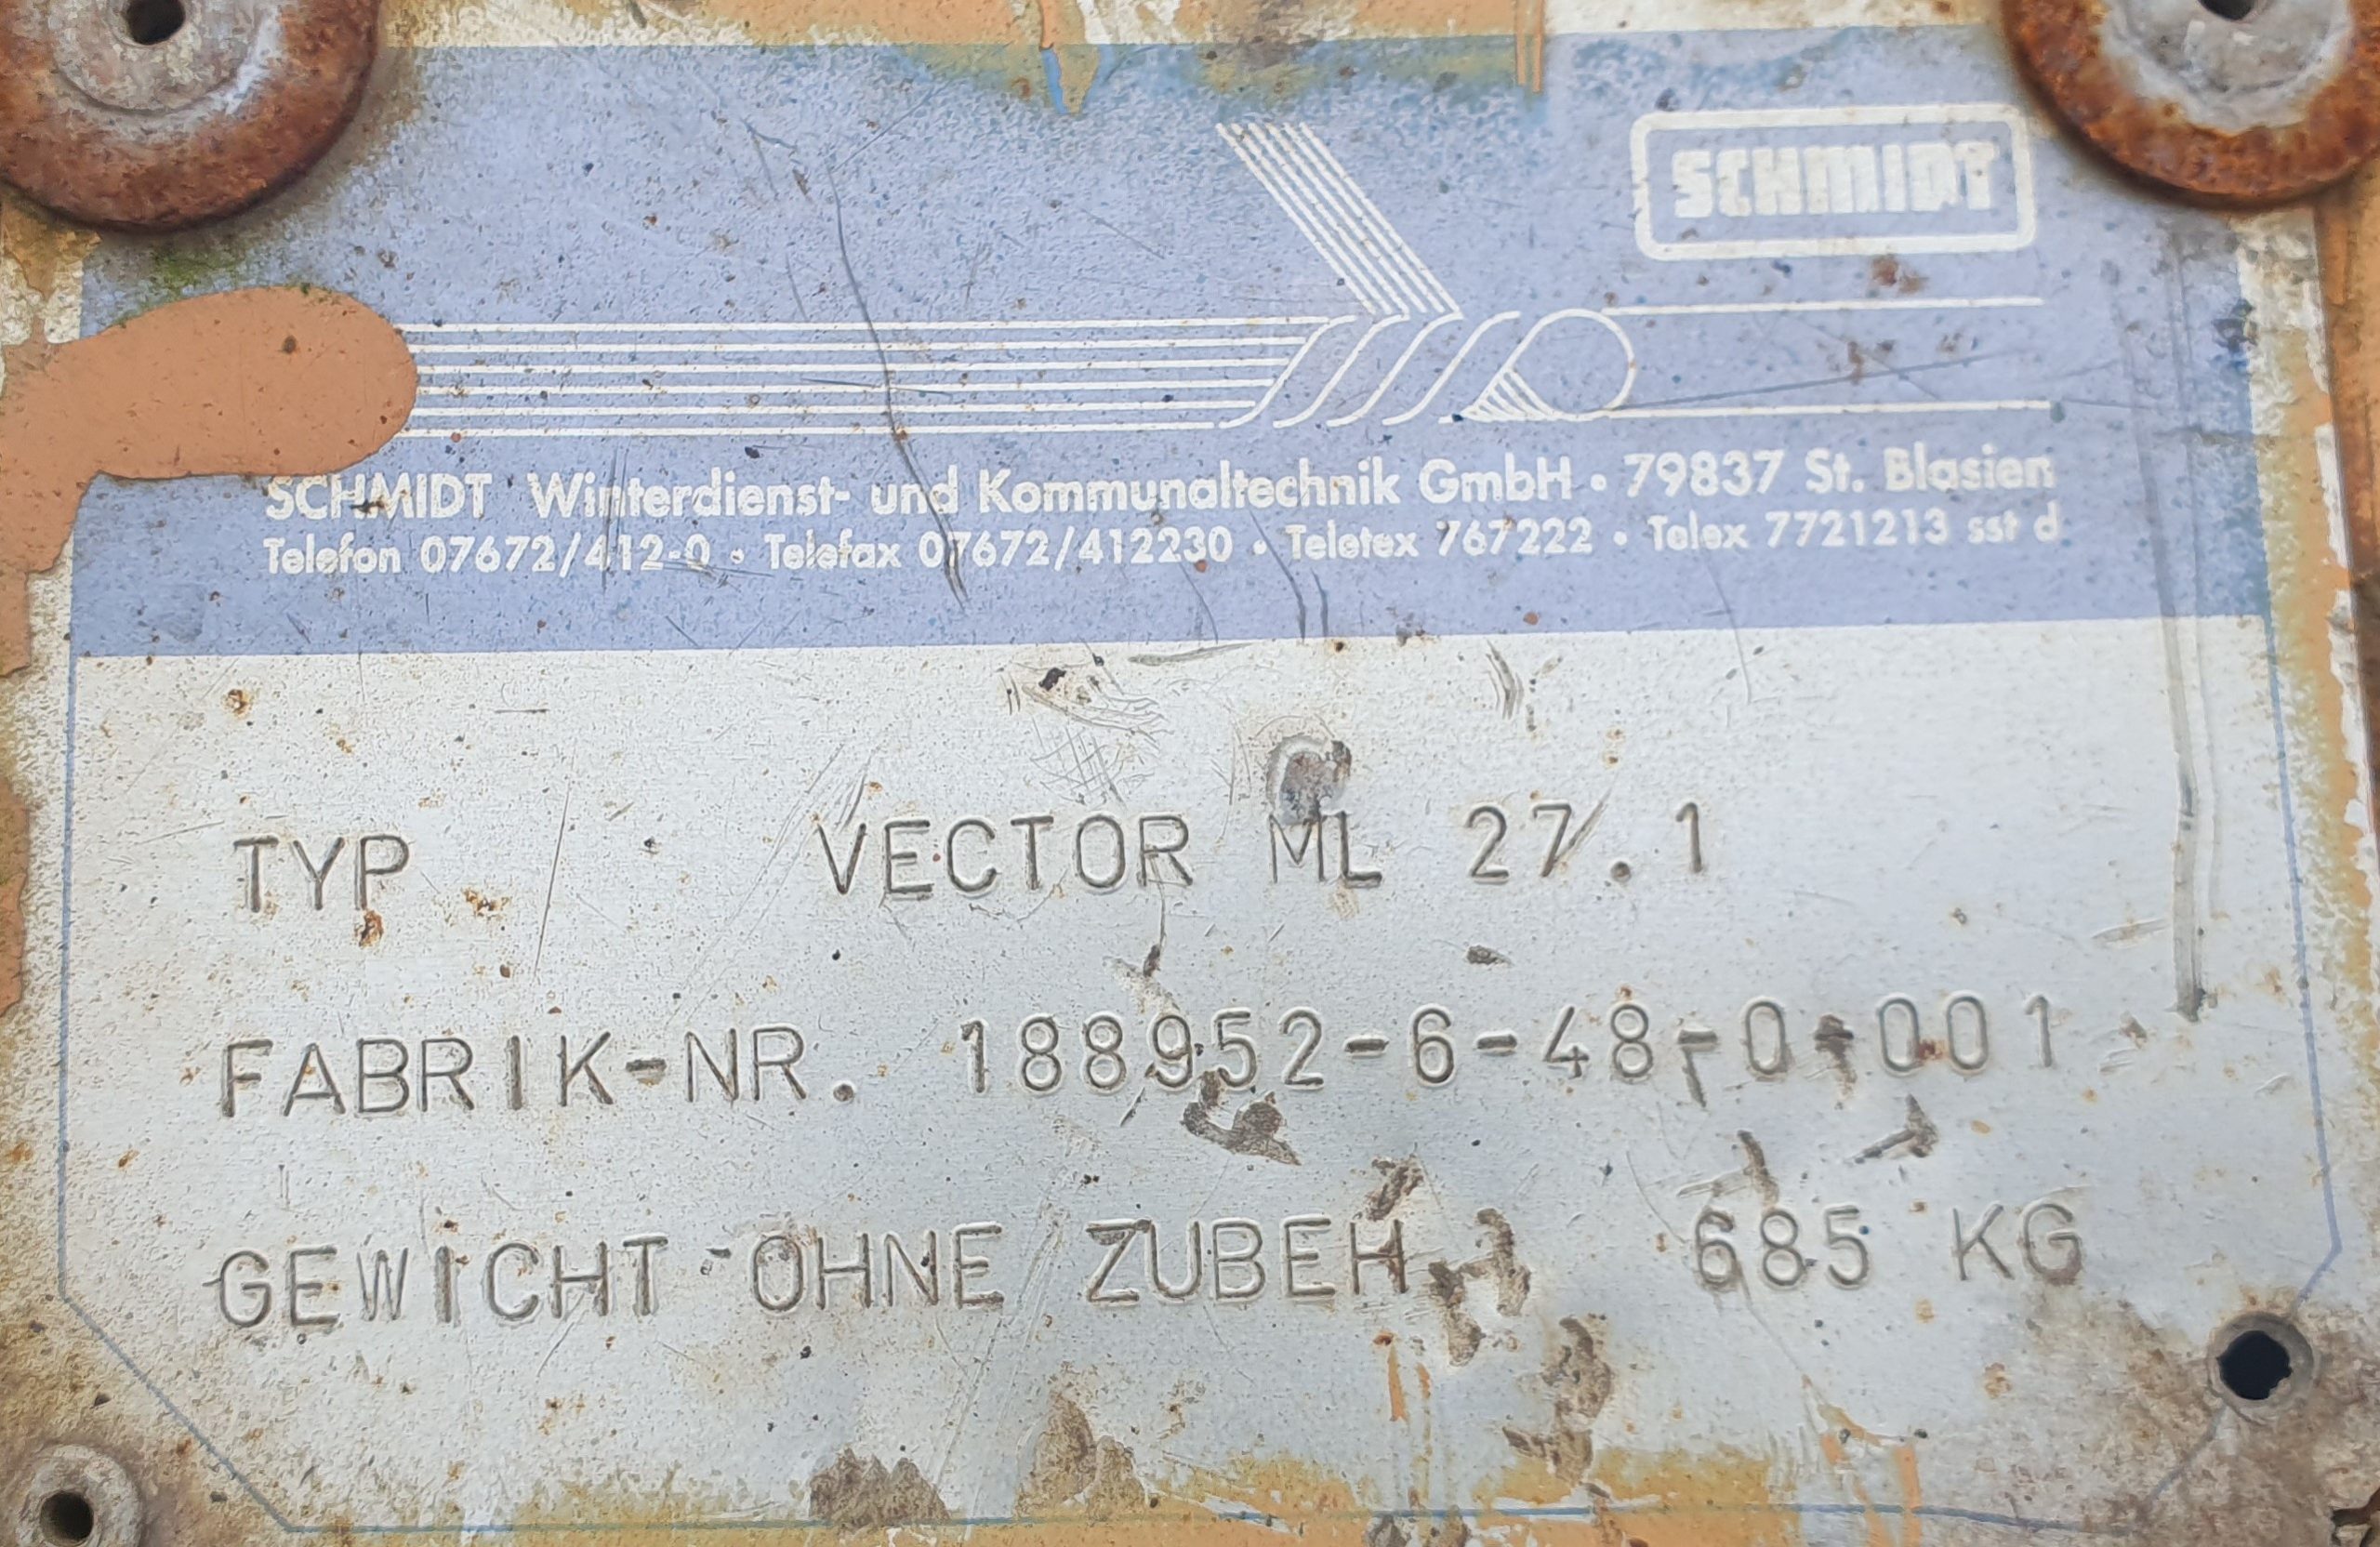 SCHMIDT
SCHMIDT Winterdienst- und Kommunaltechnik GmbH • 79837 St. Blasien
Telefon 07672/412-0 • Telefax 07672/412230 • Teletex 767222 • Telex 7721213 sst d
TYP VECTOR ML 27.1
FABRIK-NR. 188952-6-48-0-001
GEWICHT OHNE ZUBEH. 685 KG